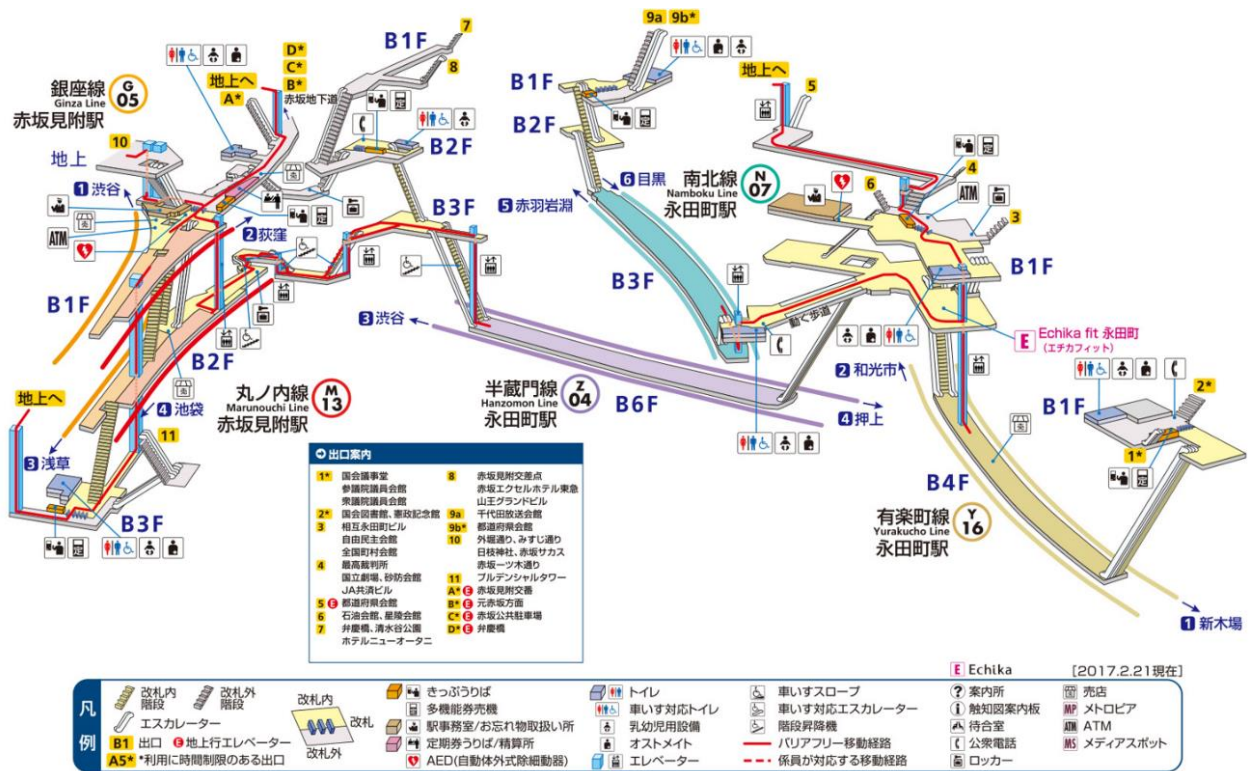 銀座線
Ginza Line
G
05
赤坂見附駅
地上
10
1 渋谷
ATM
B1F
地上へ
A*
D*
C*
B*
赤坂地下道
B1F
7
8
B2F
B3F
2 荻窪
B2F
4 池袋
3 浅草
地上へ
11
B3F
丸ノ内線
Marunouchi Line
M
13
赤坂見附駅
3 渋谷
半蔵門線
Hanzomon Line
Z
04
永田町駅
B6F
4 押上
9a 9b*
B1F
B2F
6 目黒
5 赤羽岩淵
南北線
Namboku Line
N
07
永田町駅
B3F
動く歩道
地上へ
5
4
6
ATM
3
B1F
E Echika fit 永田町
(エチカフィット)
2 和光市
B4F
有楽町線
Yurakucho Line
Y
16
永田町駅
B1F
2*
1*
1 新木場
出口案内
1* 国会議事堂
参議院議員会館
衆議院議員会館
2* 国会図書館、憲政記念館
3 相互永田町ビル
自由民主会館
全国町村会館
4 最高裁判所
国立劇場、砂防会館
JA共済ビル
5 E 都道府県会館
6 石油会館、星陵会館
7 弁慶橋、清水谷公園
ホテルニューオータニ
8 赤坂見附交差点
赤坂エクセルホテル東急
山王グランドビル
9a 千代田放送会館
9b* 都道府県会館
10 外堀通り、みすじ通り
日枝神社、赤坂サカス
赤坂一ツ木通り
11 プルデンシャルタワー
A* E 赤坂見附交番
B* E 元赤坂方面
C* E 赤坂公共駐車場
D* E 弁慶橋
E Echika
[2017.2.21現在]
凡例
改札内階段
改札外階段
エスカレーター
B1 出口
E 地上行エレベーター
A5* *利用に時間制限のある出口
改札内
改札
改札外
きっぷうりば
多機能券売機
駅事務室/お忘れ物取扱い所
定期券うりば/精算所
AED(自動体外式除細動器)
トイレ
車いす対応トイレ
乳幼児用設備
オストメイト
エレベーター
車いすスロープ
車いす対応エスカレーター
階段昇降機
バリアフリー移動経路
係員が対応する移動経路
? 案内所
i 触知図案内板
待合室
公衆電話
ロッカー
売店
MP メトロピア
ATM ATM
MS メディアスポット